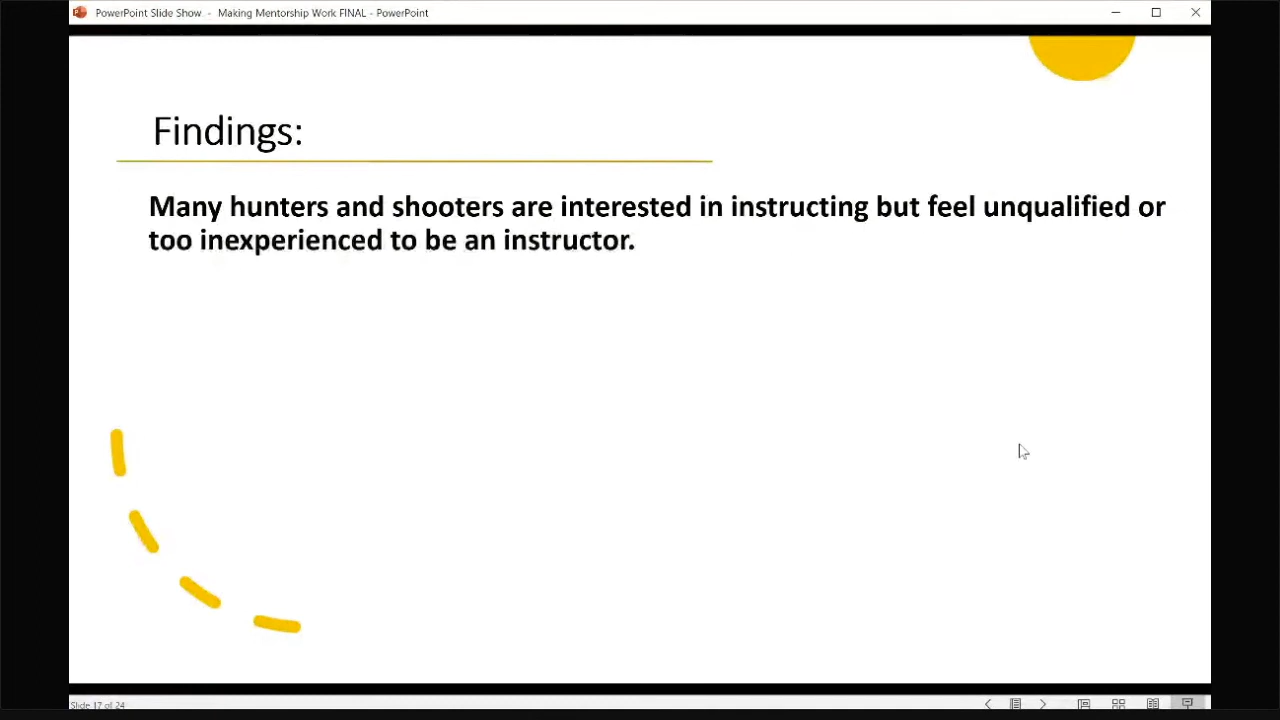 PowerPoint Slide Show - Making Mentorship Work FINAL - PowerPoint
Findings:
Many hunters and shooters are interested in instructing but feel unqualified or
too inexperienced to be an instructor.
Slide 17 of 24